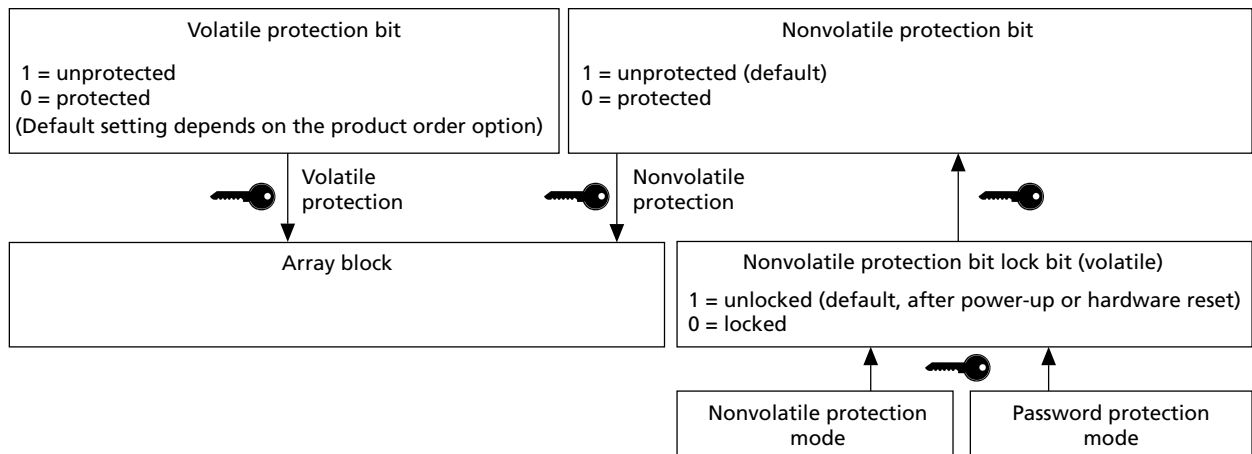 Volatile protection bit
1 = unprotected
0 = protected
(Default setting depends on the product order option)
Nonvolatile protection bit
1 = unprotected (default)
0 = protected
Volatile
protection
Nonvolatile
protection
Array block
Nonvolatile protection bit lock bit (volatile)
1 = unlocked (default, after power-up or hardware reset)
0 = locked
Nonvolatile protection
mode
Password protection
mode